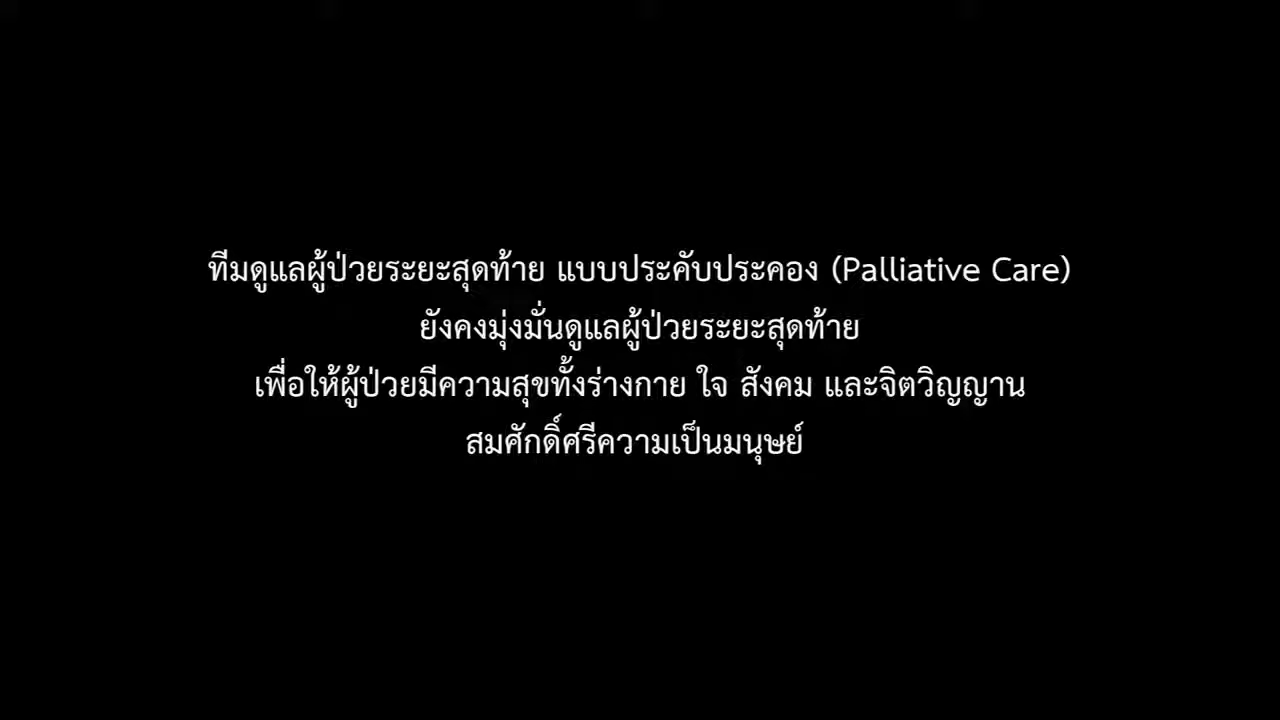 ทีมดูแลผู้ป่วยระยะสุดท้าย แบบประคับประคอง (Palliative Care)
ยังคงมุ่งมั่นดูแลผู้ป่วยระยะสุดท้าย
เพื่อให้ผู้ป่วยมีความสุขทั้งร่างกาย ใจ สังคม และจิตวิญญาน
สมศักดิ์ศรีความเป็นมนุษย์